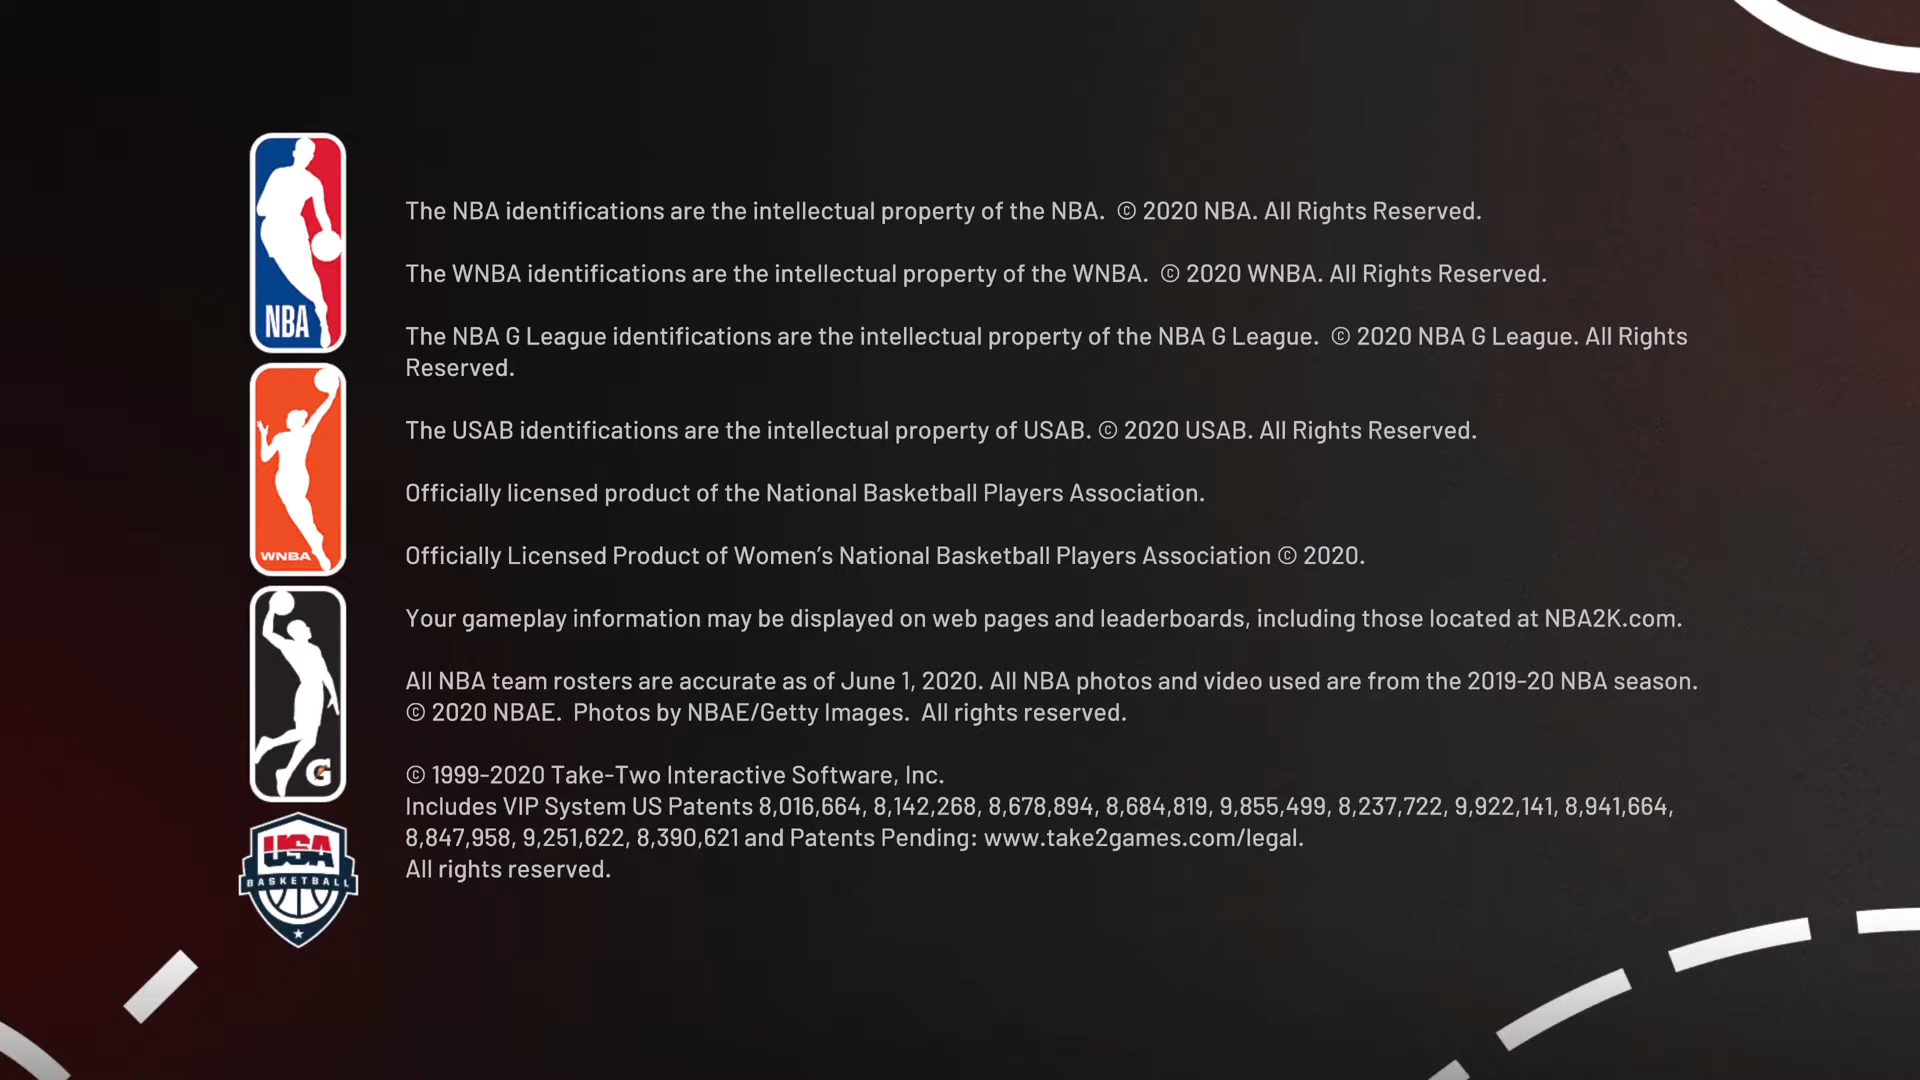 The NBA identifications are the intellectual property of the NBA. © 2020 NBA. All Rights Reserved.
The WNBA identifications are the intellectual property of the WNBA. © 2020 WNBA. All Rights Reserved.
NBA
The NBA G League identifications are the intellectual property of the NBA G League. © 2020 NBA G League. All Rights
Reserved.
The USAB identifications are the intellectual property of USAB. © 2020 USAB. All Rights Reserved.
Officially licensed product of the National Basketball Players Association.
WNBA
Officially Licensed Product of Women’s National Basketball Players Association © 2020.
Your gameplay information may be displayed on web pages and leaderboards, including those located at NBA2K.com.
All NBA team rosters are accurate as of June 1, 2020. All NBA photos and video used are from the 2019-20 NBA season.
© 2020 NBAE. Photos by NBAE/Getty Images. All rights reserved.
G
© 1999-2020 Take-Two Interactive Software, Inc.
Includes VIP System US Patents 8,016,664, 8,142,268, 8,678,894, 8,684,819, 9,855,499, 8,237,722, 9,922,141, 8,941,664,
8,847,958, 9,251,622, 8,390,621 and Patents Pending: www.take2games.com/legal.
All rights reserved.
USA
BASKETBALL